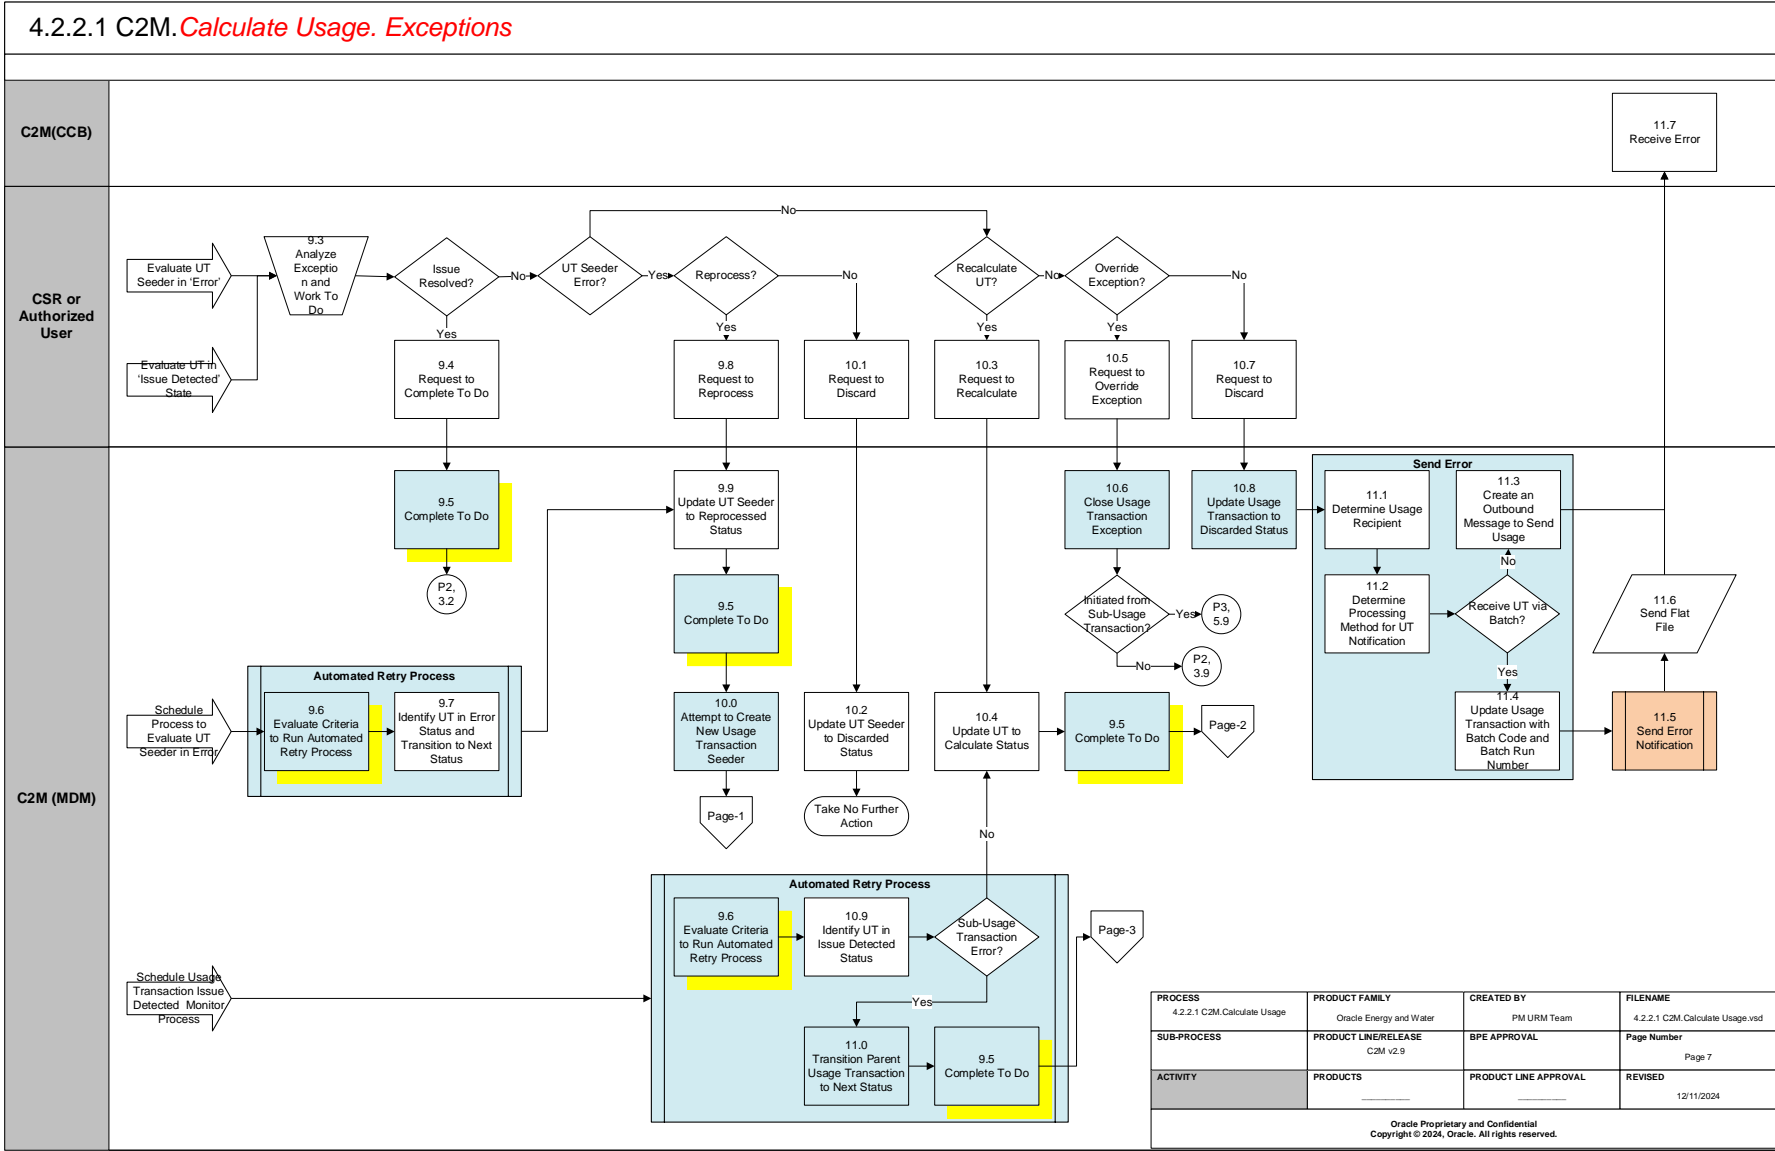 4.2.2.1 C2M.Calculate Usage. Exceptions
C2M(CCB)
11.7
Receive Error
CSR or
Authorized
User
Evaluate UT
Seeder in 'Error'
Evaluate UT in
'Issue Detected'
State
9.3
Analyze
Exceptio
n and
Work To
Do
Issue
Resolved?
No
Yes
UT Seeder
Error?
No
Yes
Reprocess?
No
Yes
Recalculate
UT?
No
Yes
Override
Exception?
No
Yes
9.4
Request to
Complete To Do
9.8
Request to
Reprocess
10.1
Request to
Discard
10.3
Request to
Recalculate
10.5
Request to
Override
Exception
10.7
Request to
Discard
C2M (MDM)
9.5
Complete To Do
P2,
3.2
9.9
Update UT Seeder
to Reprocessed
Status
9.5
Complete To Do
10.0
Attempt to Create
New Usage
Transaction
Seeder
Page-1
10.2
Update UT Seeder
to Discarded
Status
Take No Further
Action
10.4
Update UT to
Calculate Status
9.5
Complete To Do
Page-2
10.6
Close Usage
Transaction
Exception
Initiated from
Sub-Usage
Transaction?
Yes
P3,
5.9
No
P2,
3.9
10.8
Update Usage
Transaction to
Discarded Status
Send Error
11.1
Determine Usage
Recipient
11.2
Determine
Processing
Method for UT
Notification
11.3
Create an
Outbound
Message to Send
Usage
No
Receive UT via
Batch?
Yes
11.4
Update Usage
Transaction with
Batch Code and
Batch Run
Number
11.5
Send Error
Notification
11.6
Send Flat
File
Schedule
Process to
Evaluate UT
Seeder in Error
Automated Retry Process
9.6
Evaluate Criteria
to Run Automated
Retry Process
9.7
Identify UT in Error
Status and
Transition to Next
Status
Schedule Usage
Transaction Issue
Detected Monitor
Process
Automated Retry Process
9.6
Evaluate Criteria
to Run Automated
Retry Process
10.9
Identify UT in
Issue Detected
Status
Sub-Usage
Transaction
Error?
No
Yes
11.0
Transition Parent
Usage Transaction
to Next Status
9.5
Complete To Do
Page-3
PROCESS
4.2.2.1 C2M.Calculate Usage
PRODUCT FAMILY
Oracle Energy and Water
CREATED BY
PM URM Team
FILENAME
4.2.2.1 C2M.Calculate Usage.vsd
SUB-PROCESS
PRODUCT LINE/RELEASE
C2M v2.9
BPE APPROVAL
Page Number
Page 7
ACTIVITY
PRODUCTS
PRODUCT LINE APPROVAL
REVISED
12/11/2024
Oracle Proprietary and Confidential
Copyright © 2024, Oracle. All rights reserved.